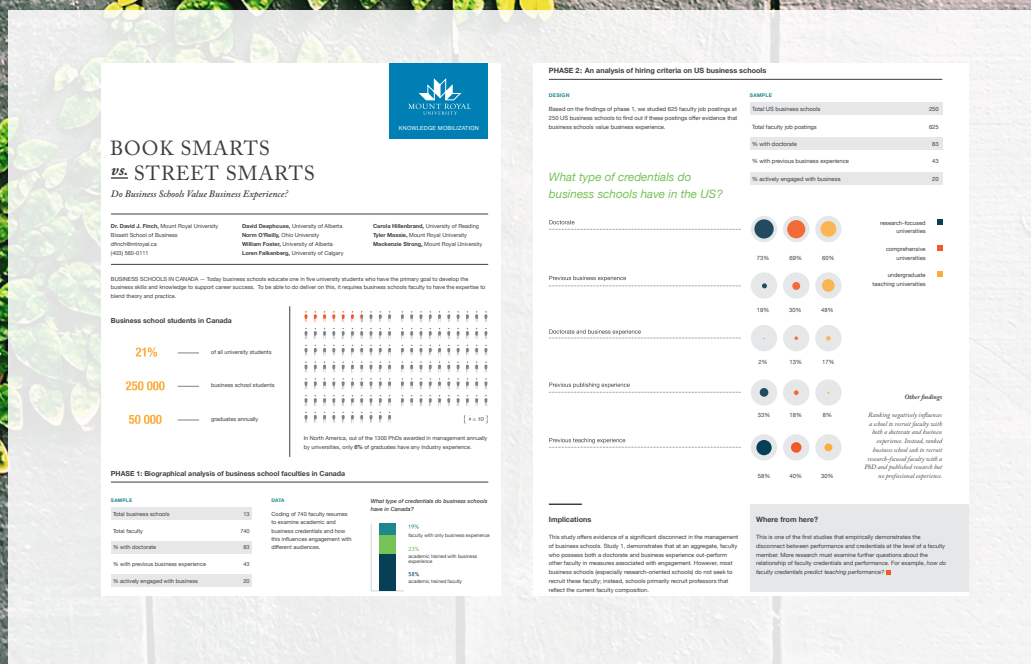 MOUNT ROYAL
UNIVERSITY
KNOWLEDGE MOBILIZATION
BOOK SMARTS
vs. STREET SMARTS
Do Business Schools Value Business Experience?
Dr. David J. Finch, Mount Royal University
Bissett School of Business
dfinch@mtroyal.ca
(403) 560-0111
David Deephouse, University of Alberta
Norm O'Reilly, Ohio University
William Foster, University of Alberta
Loren Falkenberg, University of Calgary
Carola Hillenbrand, University of Reading
Tyler Massie, Mount Royal University
Mackenzie Strong, Mount Royal University
BUSINESS SCHOOLS IN CANADA — Today business schools educate one in five university students who have the primary goal to develop the
business skills and knowledge to support career success. To be able to do deliver on this, it requires business schools faculty to have the expertise to
blend theory and practice.
Business school students in Canada
21% of all university students
250 000 business school students
50 000 graduates annually
In North America, out of the 1300 PhDs awarded in management annually
by universities, only 8% of graduates have any industry experience.
PHASE 1: Biographical analysis of business school faculties in Canada
SAMPLE
Total business schools 13
Total faculty 740
% with doctorate 83
% with previous business experience 43
% actively engaged with business 20
DATA
Coding of 740 faculty resumes
to examine academic and
business credentials and how
this influences engagement with
different audiences.
What type of credentials do business schools
have in Canada?
19%
faculty with only business experience
23%
academic trained with business
experience
58%
academic trained faculty
PHASE 2: An analysis of hiring criteria on US business schools
DESIGN
Based on the findings of phase 1, we studied 625 faculty job postings at
250 US business schools to find out if these postings offer evidence that
business schools value business experience.
SAMPLE
Total US business schools 250
Total faculty job postings 625
% with doctorate 83
% with previous business experience 43
% actively engaged with business 20
What type of credentials do
business schools have in the US?
research-focused
universities
comprehensive
universities
undergraduate
teaching universities
Doctorate
73% 69% 60%
Previous business experience
19% 30% 48%
Doctorate and business experience
2% 13% 17%
Previous publishing experience
33% 18% 8%
Previous teaching experience
58% 40% 30%
Other findings
Ranking negatively influences
a school to recruit faculty with
both a doctorate and business
experience. Instead, ranked
business school seek to recruit
research-focused faculty with a
PhD and published research but
no professional experience.
Implications
This study offers evidence of a significant disconnect in the management
of business schools. Study 1, demonstrates that at an aggregate, faculty
who possess both a doctorate and business experience out-perform
other faculty in measures associated with engagement. However, most
business schools (especially research-oriented schools) do not seek to
recruit these faculty; instead, schools primarily recruit professors that
reflect the current faculty composition.
Where from here?
This is one of the first studies that empirically demonstrates the
disconnect between performance and credentials at the level of a faculty
member. More research must examine further questions about the
relationship of faculty credentials and performance. For example, how do
faculty credentials predict teaching performance?